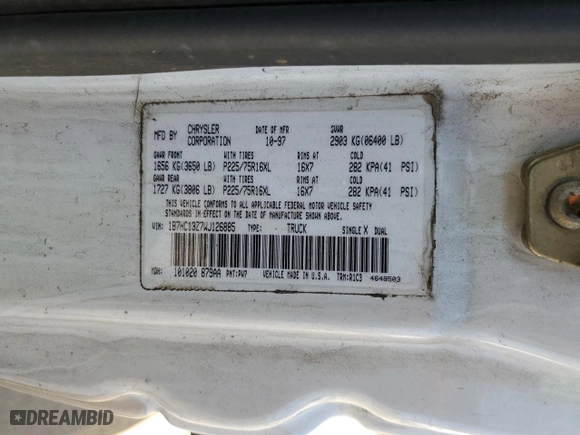 MFD BY CHRYSLER CORPORATION DATE OF MFR 10-97 GVWR 2903 KG(06400 LB)
GAWR FRONT WITH TIRES RIMS AT COLD
1656 KG(3650 LB) P225/75R16XL 16X7 282 KPA(41 PSI)
GAWR REAR WITH TIRES RIMS AT COLD
1727 KG(3806 LB) P225/75R16XL 16X7 282 KPA(41 PSI)
THIS VEHICLE CONFORMS TO ALL APPLICABLE FEDERAL MOTOR VEHICLE SAFETY
STANDARDS IN EFFECT ON THE DATE OF MANUFACTURE SHOWN ABOVE.
VIN: 1B7HC13Z7WJ126885 TYPE: TRUCK SINGLE X DUAL
MDH: 101020 879AA PNT:PW7 VEHICLE MADE IN U.S.A. TRM:R1C3 4648503
DREAMBID